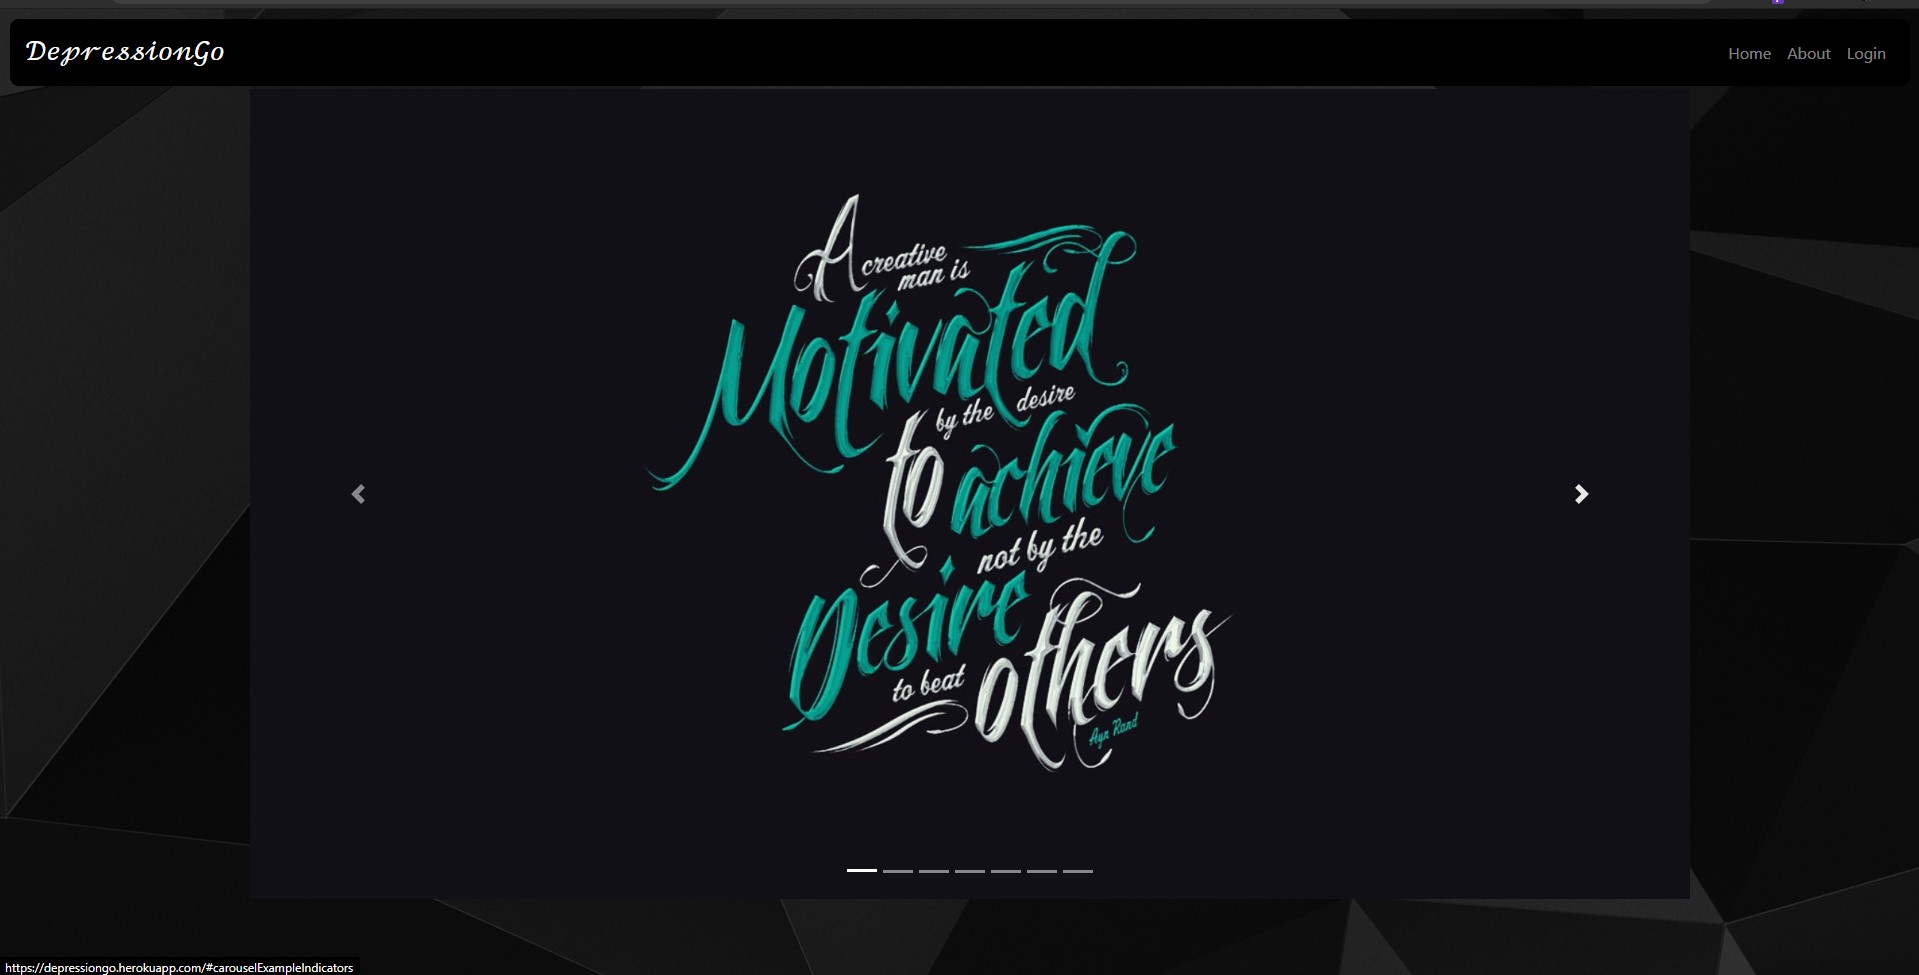 DepressionGo
Home About Login
A creative
man is
Motivated
by the desire
to achieve
not by the
Desire
to beat
others
Ayn Rand
https://depressiongo.herokuapp.com/#carouselExampleIndicators